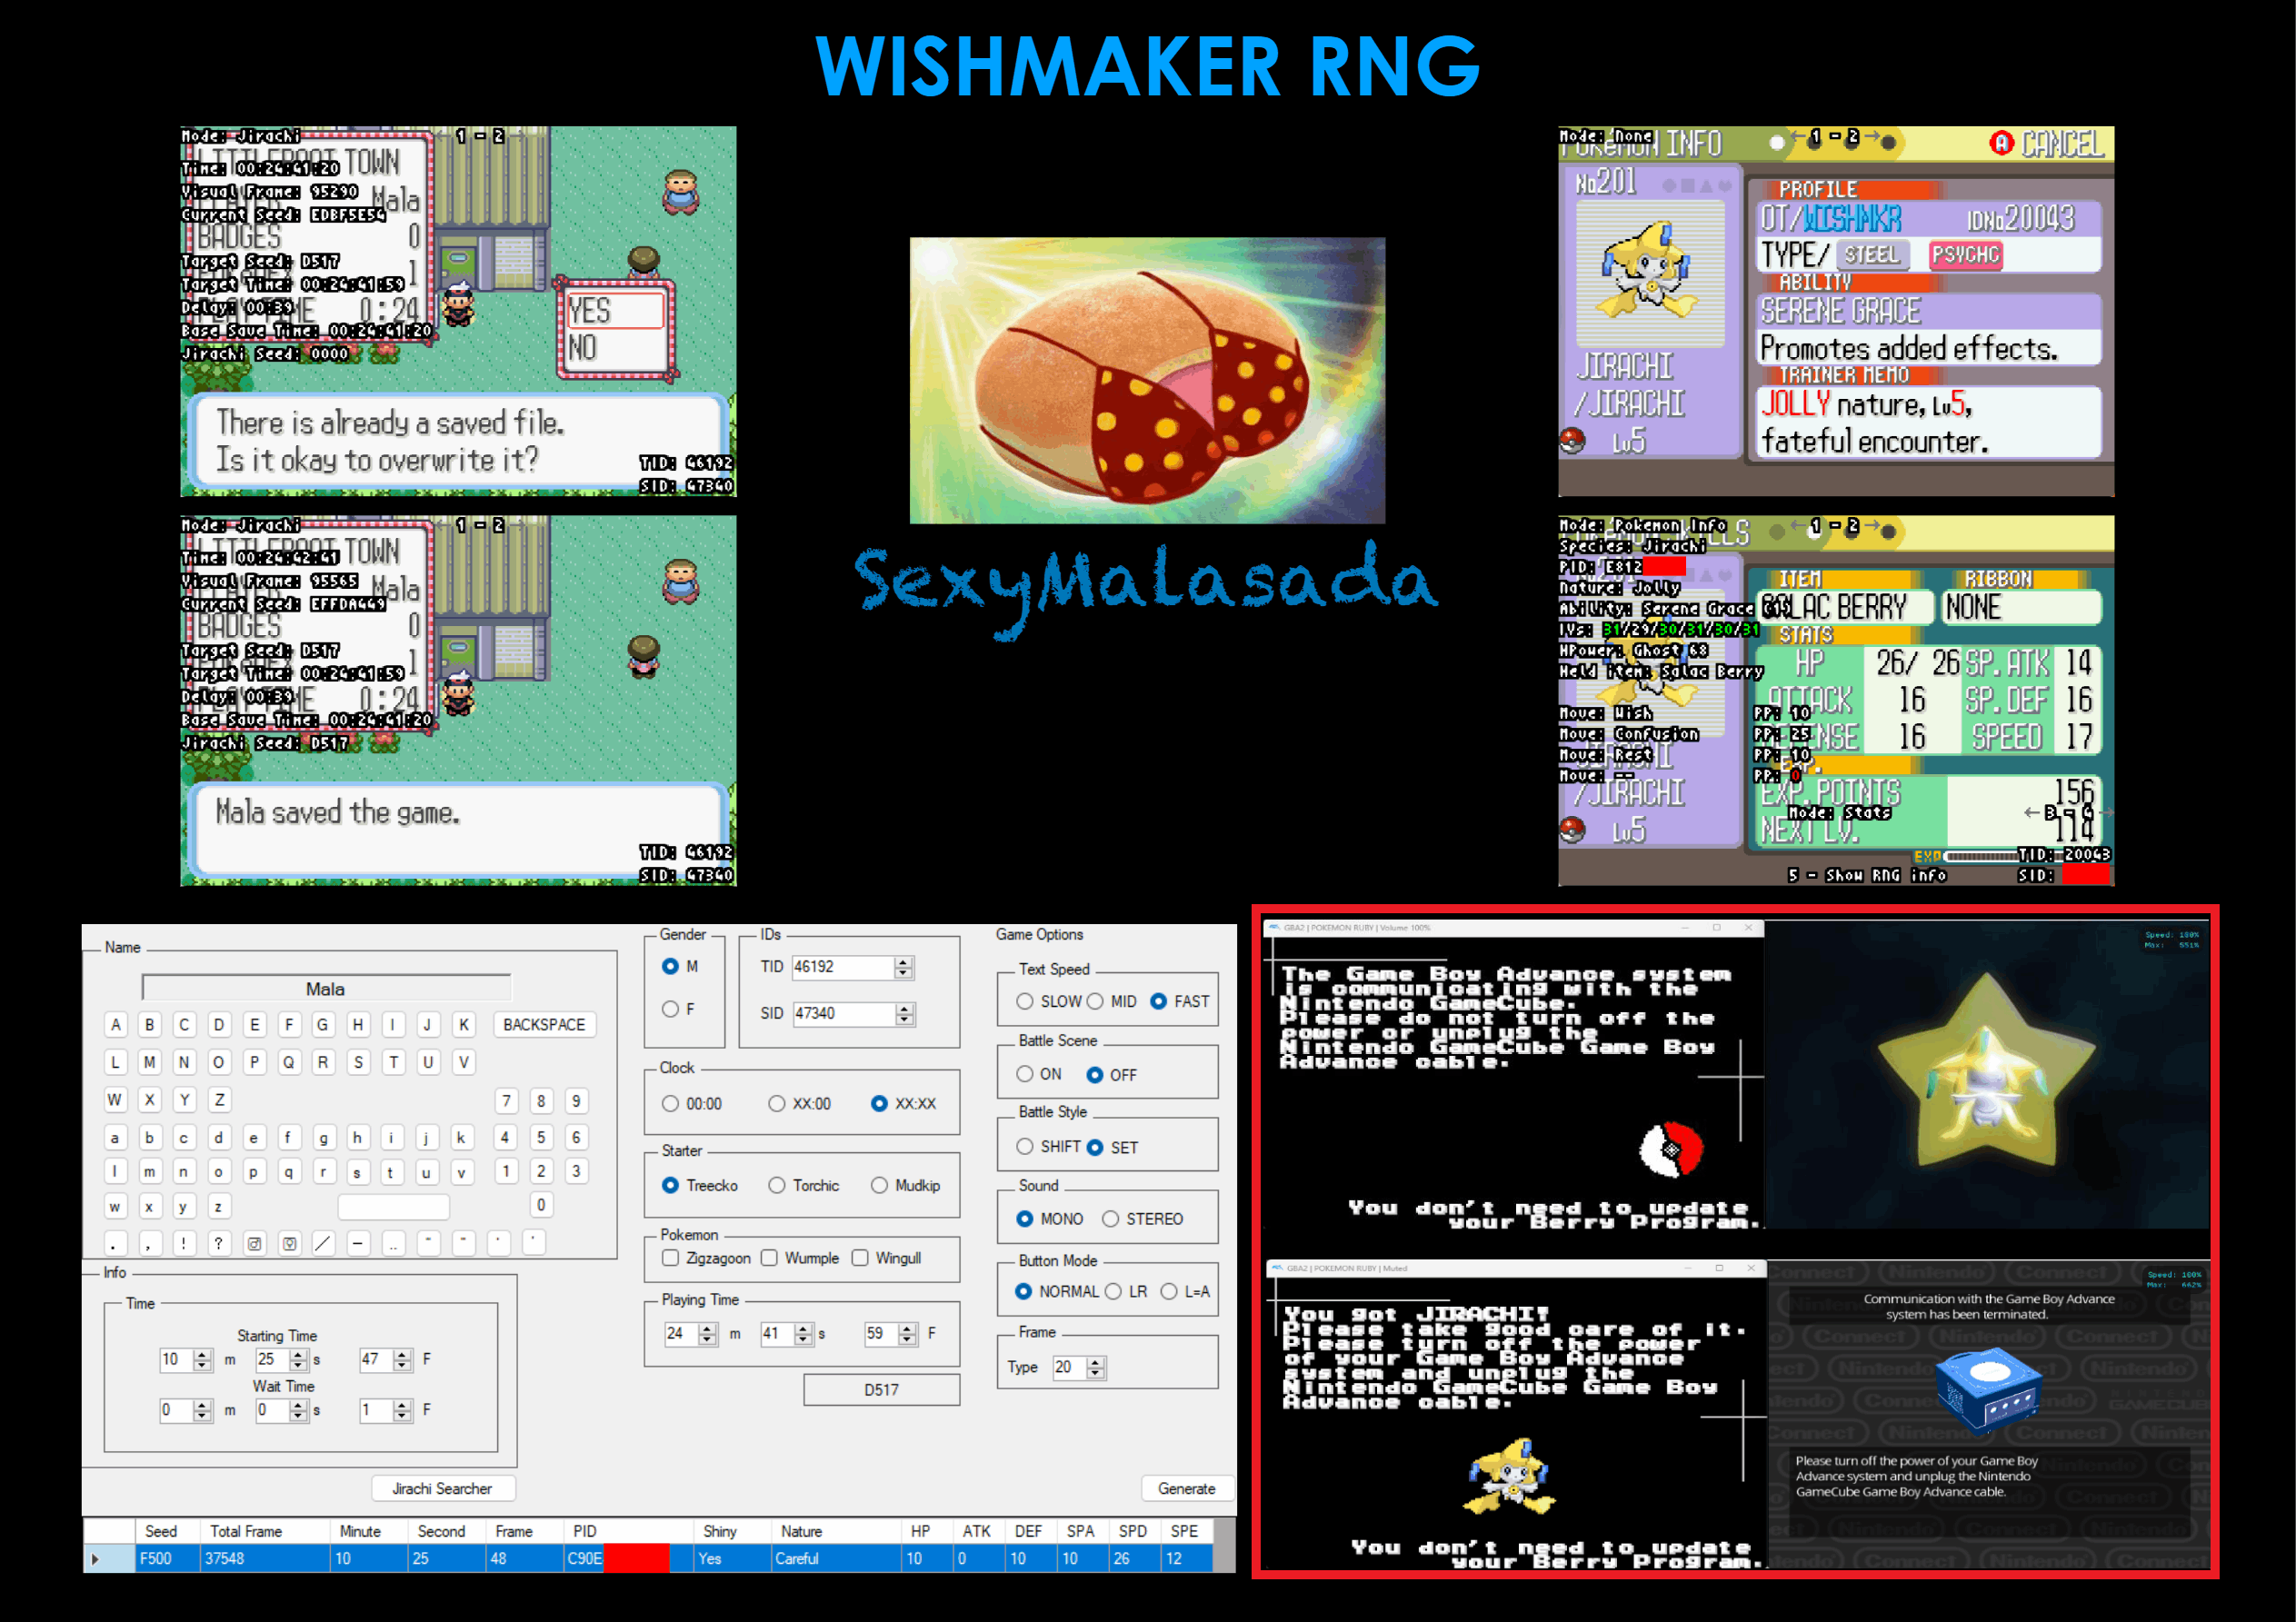 WISHMAKER RNG
Mode: Jirachi
← 1 - 2 →
LITTLEROOT TOWN
Time: 00:24:41:20
Visual Frame: 95290
Mala
Current Seed: EDBF5E54
BADGES 0
Target Seed: D517
1
Target Time: 00:24:41:59
Delay: 00:39
TIME 0:24
Base Save Time: 00:24:41:20
Jirachi Seed: 0000
YES
NO
There is already a saved file.
Is it okay to overwrite it?
TID: 46192
SID: 47340
Mode: Jirachi
← 1 - 2 →
LITTLEROOT TOWN
Time: 00:24:42:41
Visual Frame: 95565
Mala
Current Seed: EFFDA449
BADGES 0
Target Seed: D517
1
Target Time: 00:24:41:59
Delay: 00:39
TIME 0:24
Base Save Time: 00:24:41:20
Jirachi Seed: D517
Mala saved the game.
TID: 46192
SID: 47340
SexyMalasada
Mode: None
← 1 - 2 →
POKéMON INFO
CANCEL
A
No201
PROFILE
OT/WISHMKR IDNo20043
TYPE/ STEEL PSYCHC
ABILITY
SERENE GRACE
Promotes added effects.
TRAINER MEMO
JOLLY nature, Lv5,
fateful encounter.
JIRACHI
/JIRACHI
Lv5
Mode: Pokemon Info
← 1 - 2 →
Species: Jirachi
PID: E812
Nature: Jolly
Ability: Serene Grace (1)
IVs: 31/29/30/31/30/31
HPower: Ghost 68
Held item: Salac Berry
Move: Wish PP: 10
Move: Confusion PP: 25
Move: Rest PP: 10
Move: -- PP: 0
ITEM RIBBON
SALAC BERRY NONE
STATS
HP 26/ 26 SP. ATK 14
ATTACK 16 SP. DEF 16
DEFENSE 16 SPEED 17
EXP.
EXP. POINTS 156
Mode: Stats
← 3 - 4 →
NEXT LV. 114
/JIRACHI
Lv5
EXP
TID: 20043
5 - Show RNG info
SID:
Name
Mala
A B C D E F G H I J K BACKSPACE
L M N O P Q R S T U V
W X Y Z 7 8 9
a b c d e f g h i j k 4 5 6
l m n o p q r s t u v 1 2 3
w x y z 0
. , ! ? / – ..
Info
Time
Starting Time
10 m 25 s 47 F
Wait Time
0 m 0 s 1 F
Jirachi Searcher
Gender
M
F
IDs
TID 46192
SID 47340
Clock
00:00 XX:00 XX:XX
Starter
Treecko Torchic Mudkip
Pokemon
Zigzagoon Wurmple Wingull
Playing Time
24 m 41 s 59 F
D517
Game Options
Text Speed
SLOW MID FAST
Battle Scene
ON OFF
Battle Style
SHIFT SET
Sound
MONO STEREO
Button Mode
NORMAL LR L=A
Frame
Type 20
Generate
Seed Total Frame Minute Second Frame PID Shiny Nature HP ATK DEF SPA SPD SPE
F500 37548 10 25 48 C90E Yes Careful 10 0 10 10 26 12
GBA2 | POKEMON RUBY | Volume 100%
The Game Boy Advance system
is communicating with the
Nintendo GameCube.
Please do not turn off the
power or unplug the
Nintendo GameCube Game Boy
Advance cable.
You don't need to update
your Berry Program.
Speed: 100%
Max: 551%
GBA2 | POKEMON RUBY | Muted
You got JIRACHI!
Please take good care of it.
Please turn off the power
of your Game Boy Advance
system and unplug the
Nintendo GameCube Game Boy
Advance cable.
You don't need to update
your Berry Program.
Speed: 100%
Max: 662%
Communication with the Game Boy Advance
system has been terminated.
Please turn off the power of your Game Boy
Advance system and unplug the Nintendo
GameCube Game Boy Advance cable.